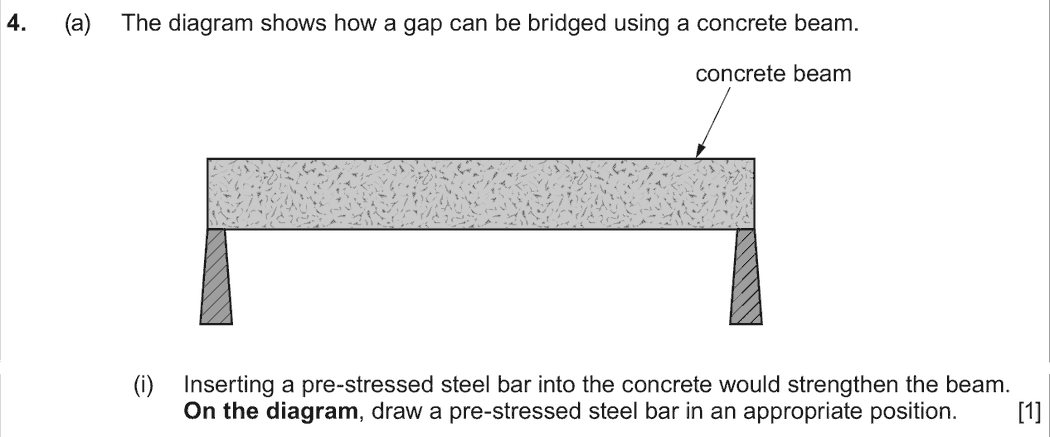 4. (a) The diagram shows how a gap can be bridged using a concrete beam.
concrete beam
(i) Inserting a pre-stressed steel bar into the concrete would strengthen the beam.
On the diagram, draw a pre-stressed steel bar in an appropriate position. [1]